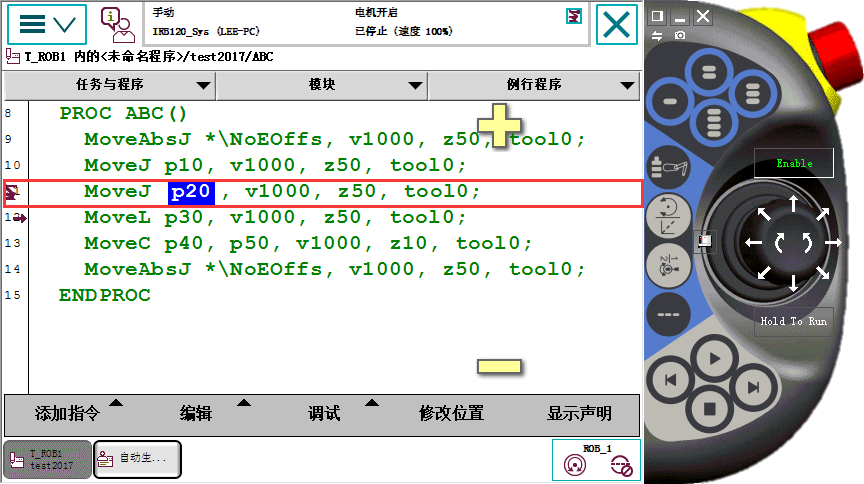 手动
电机开启
IRB120_Sys (LEE-PC)
已停止 (速度 100%)
T_ROB1 内的<未命名程序>/test2017/ABC
任务与程序
模块
例行程序
8 PROC ABC()
9 MoveAbsJ *\NoEOffs, v1000, z50, tool0;
10 MoveJ p10, v1000, z50, tool0;
MoveJ p20 , v1000, z50, tool0;
12 MoveL p30, v1000, z50, tool0;
13 MoveC p40, p50, v1000, z10, tool0;
14 MoveAbsJ *\NoEOffs, v1000, z50, tool0;
15 ENDPROC
添加指令
编辑
调试
修改位置
显示声明
T_ROB1
test2017
自动生...
ROB_1
Enable
Hold To Run